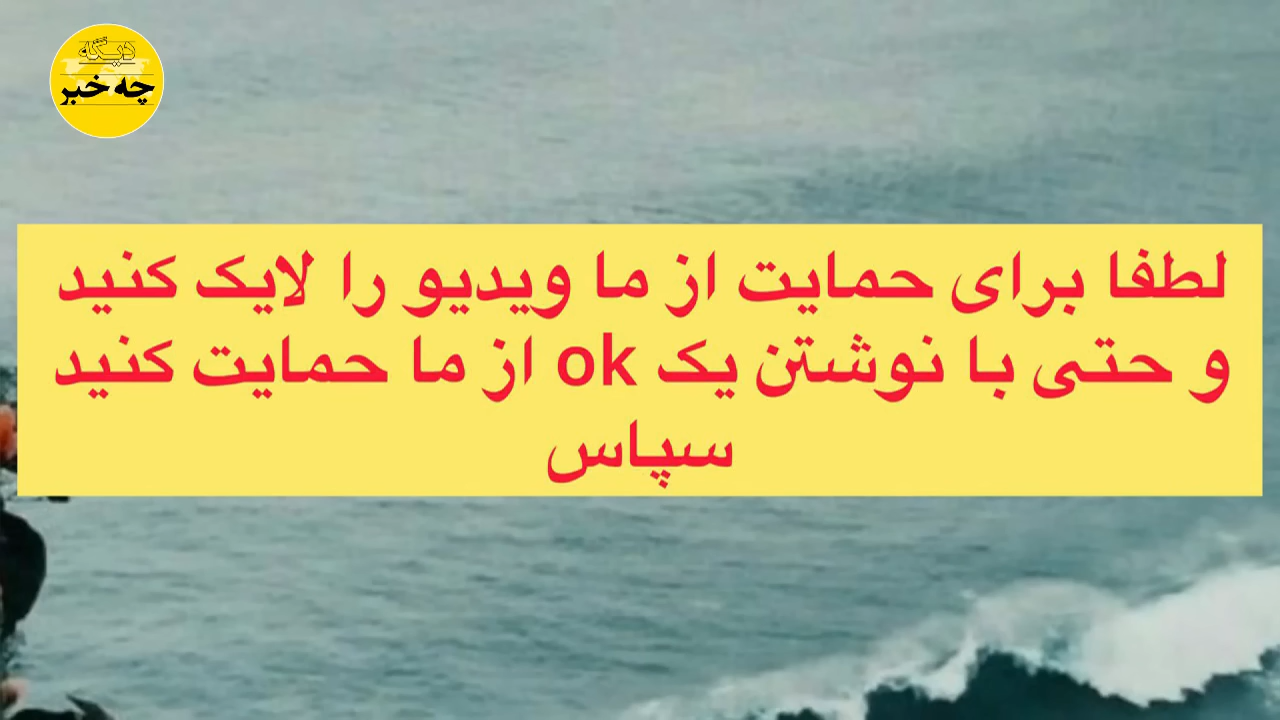 دیگه
چه خبر
لطفا برای حمایت از ما ویدیو را لایک کنید
و حتی با نوشتن یک ok از ما حمایت کنید
سپاس